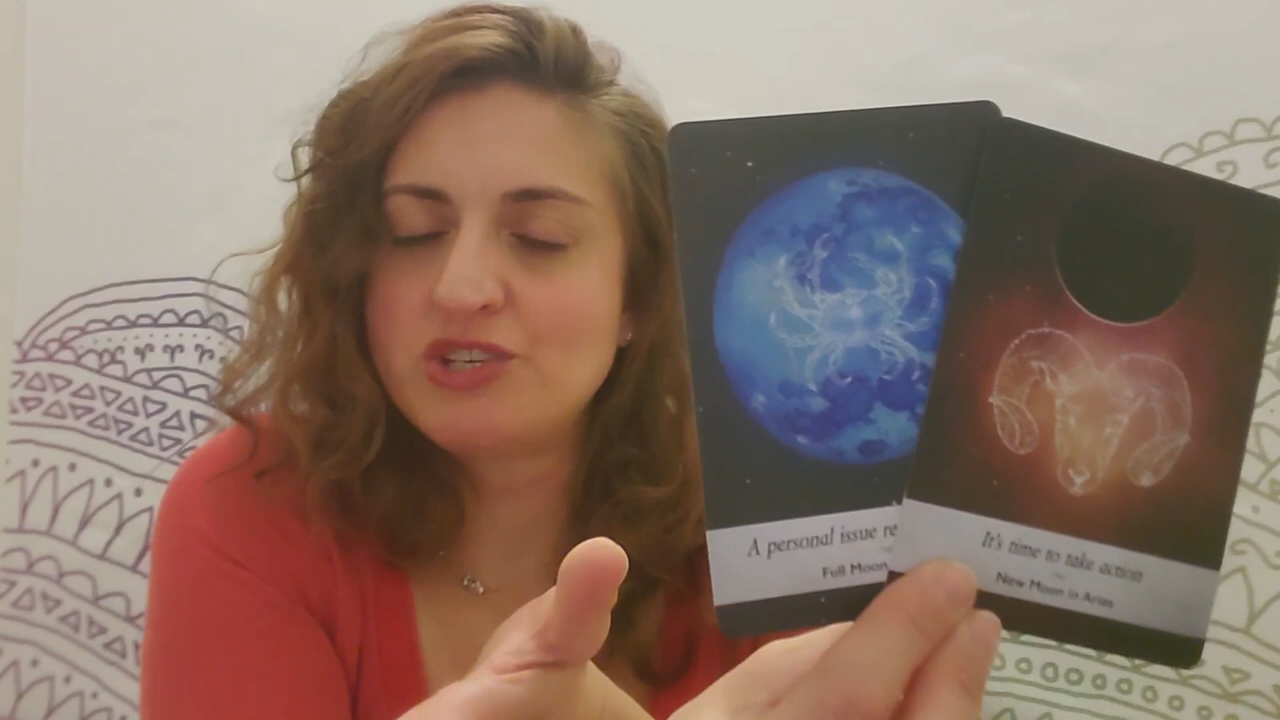 A personal issue re
Full Moon
It's time to take action
New Moon in Aries